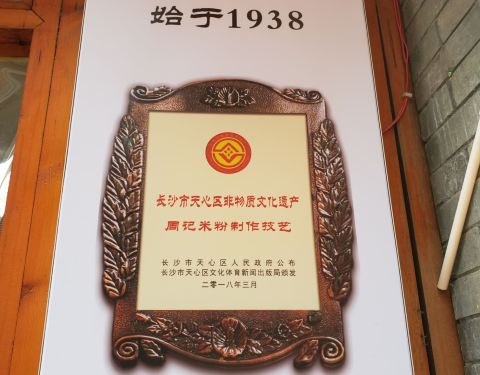 始于1938
长沙市天心区非物质文化遗产
周记米粉制作技艺
长沙市天心区人民政府公布
长沙市天心区文化体育新闻出版局颁发
二零一八年三月